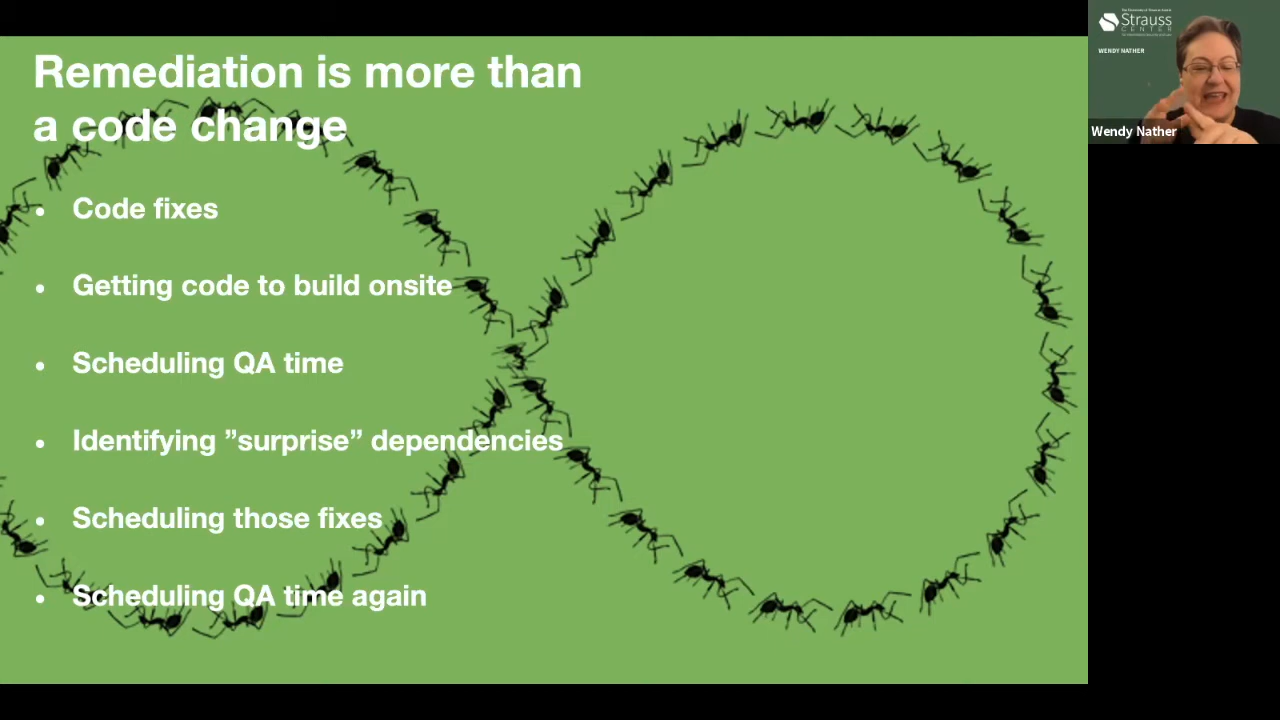 Remediation is more than
a code change
• Code fixes
• Getting code to build onsite
• Scheduling QA time
• Identifying ”surprise” dependencies
• Scheduling those fixes
• Scheduling QA time again
Strauss
CENTER
WENDY NATHER
Wendy Nather